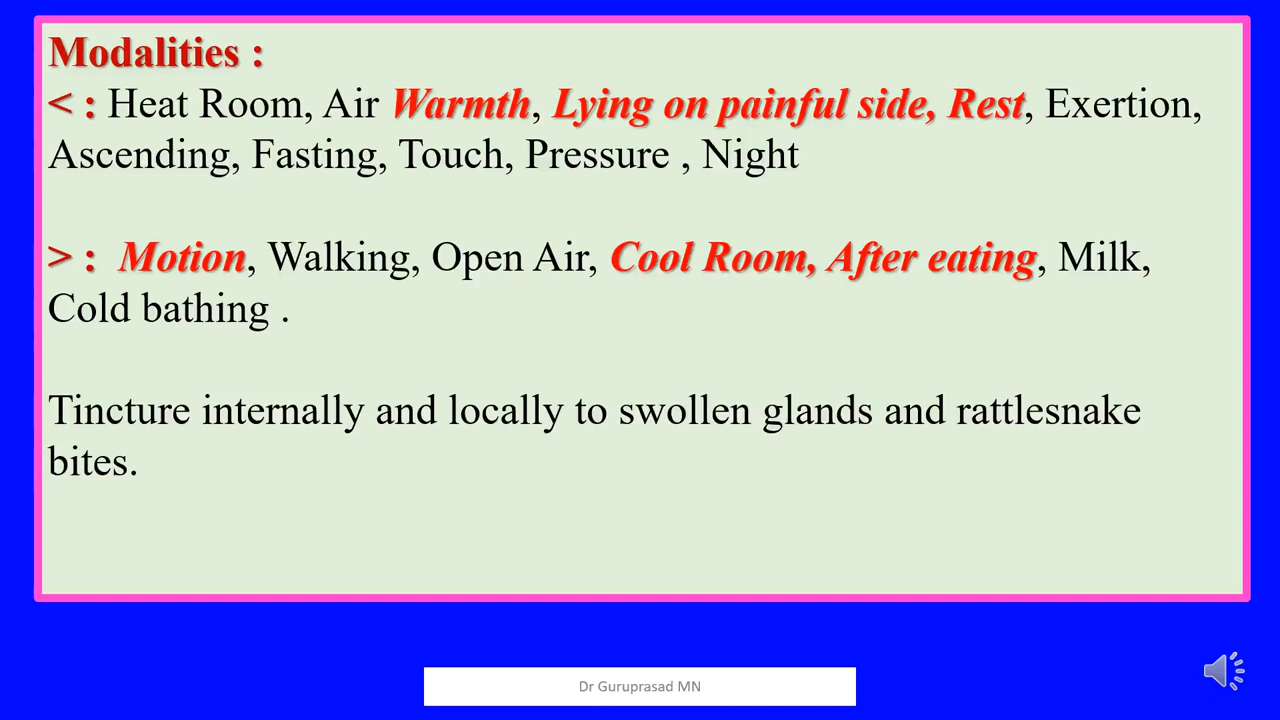 Modalities :
< : Heat Room, Air Warmth, Lying on painful side, Rest, Exertion,
Ascending, Fasting, Touch, Pressure , Night
> : Motion, Walking, Open Air, Cool Room, After eating, Milk,
Cold bathing .
Tincture internally and locally to swollen glands and rattlesnake
bites.
Dr Guruprasad MN